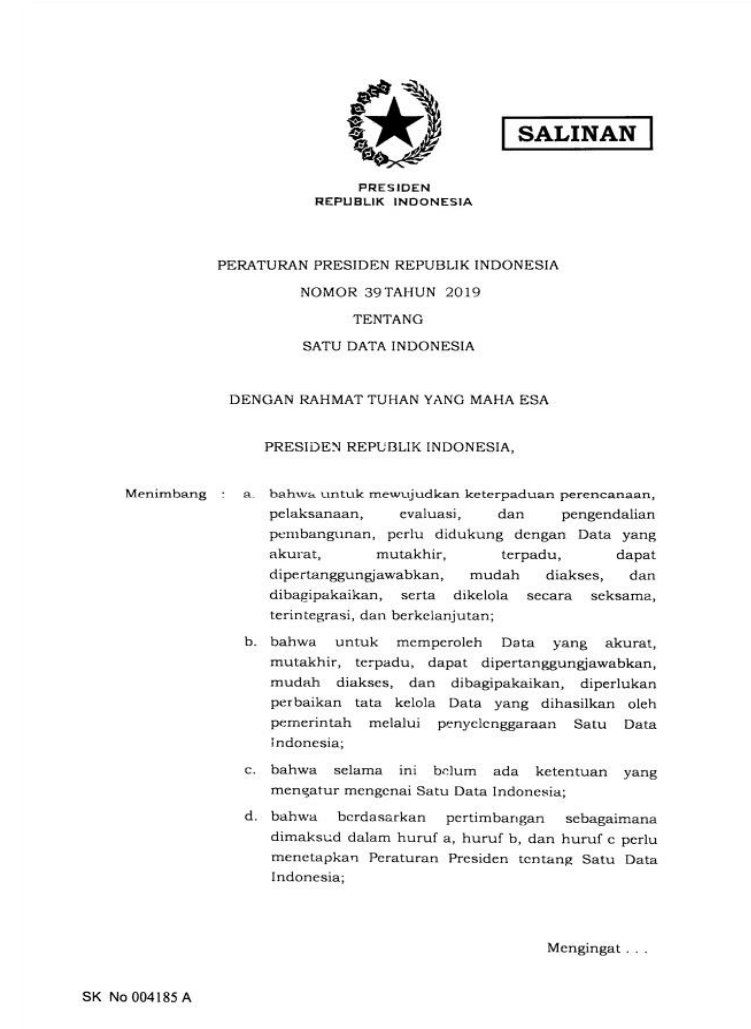 SALINAN
PRESIDEN
REPUBLIK INDONESIA
PERATURAN PRESIDEN REPUBLIK INDONESIA
NOMOR 39 TAHUN 2019
TENTANG
SATU DATA INDONESIA
DENGAN RAHMAT TUHAN YANG MAHA ESA
PRESIDEN REPUBLIK INDONESIA,
Menimbang : a. bahwa untuk mewujudkan keterpaduan perencanaan,
pelaksanaan, evaluasi, dan pengendalian
pembangunan, perlu didukung dengan Data yang
akurat, mutakhir, terpadu, dapat
dipertanggungjawabkan, mudah diakses, dan
dibagipakaikan, serta dikelola secara seksama,
terintegrasi, dan berkelanjutan;
b. bahwa untuk memperoleh Data yang akurat,
mutakhir, terpadu, dapat dipertanggungjawabkan,
mudah diakses, dan dibagipakaikan, diperlukan
perbaikan tata kelola Data yang dihasilkan oleh
pemerintah melalui penyelenggaraan Satu Data
Indonesia;
c. bahwa selama ini belum ada ketentuan yang
mengatur mengenai Satu Data Indonesia;
d. bahwa berdasarkan pertimbangan sebagaimana
dimaksud dalam huruf a, huruf b, dan huruf c perlu
menetapkan Peraturan Presiden tentang Satu Data
Indonesia;
Mengingat . . .
SK No 004185 A